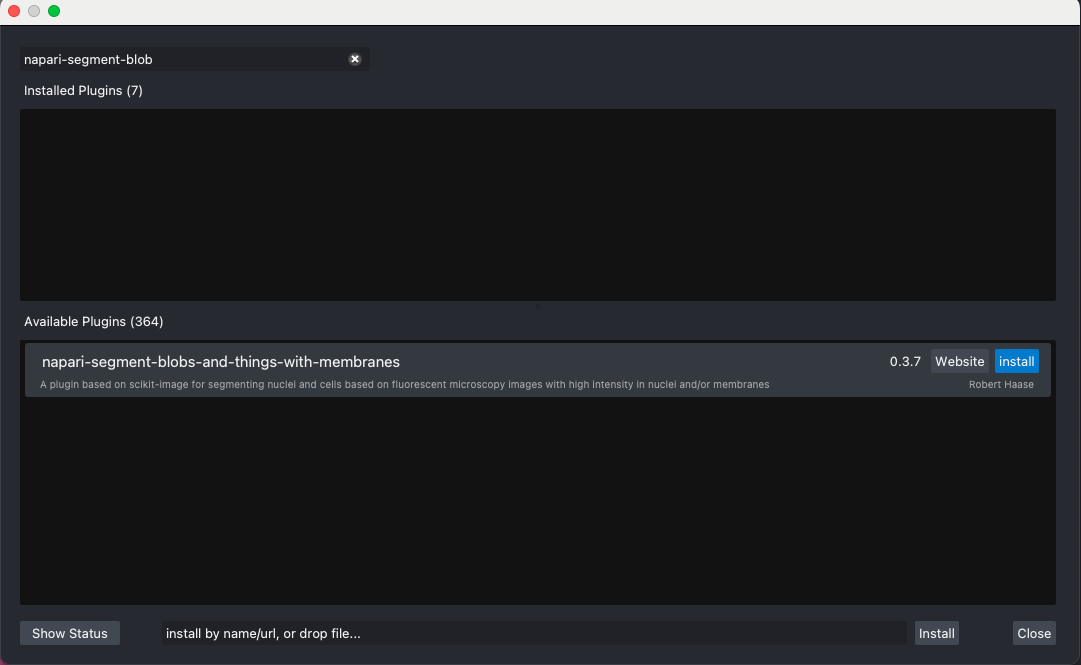 napari-segment-blob
Installed Plugins (7)
Available Plugins (364)
napari-segment-blobs-and-things-with-membranes 0.3.7 Website install
A plugin based on scikit-image for segmenting nuclei and cells based on fluorescent microscopy images with high intensity in nuclei and/or membranes Robert Haase
Show Status install by name/url, or drop file... Install Close